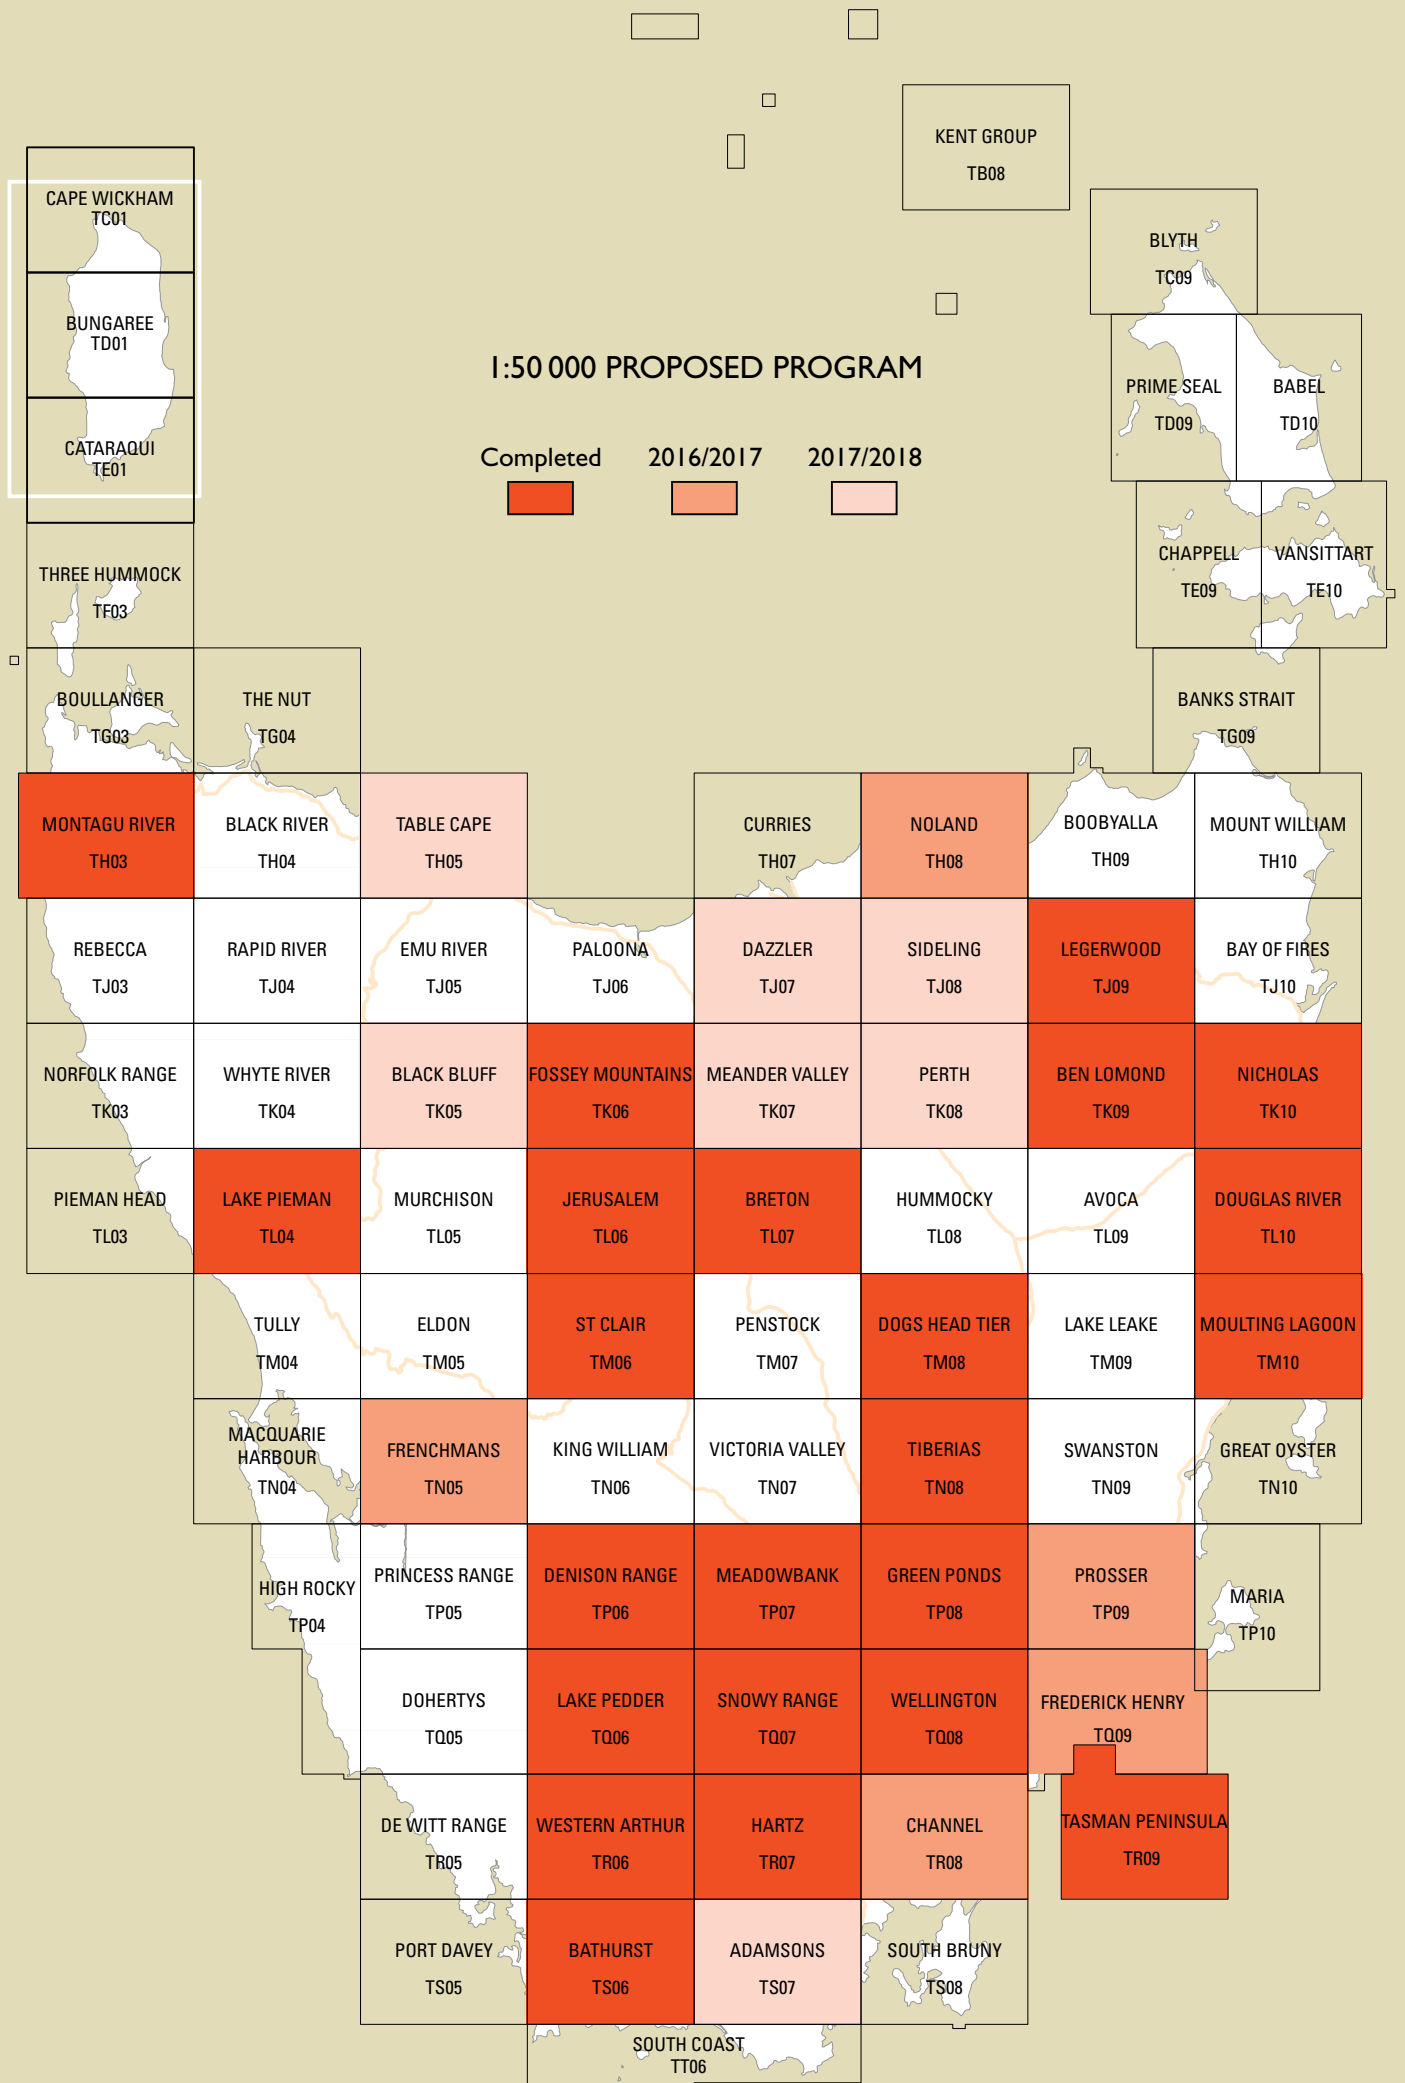 KENT GROUP
TB08
CAPE WICKHAM
TC01
BLYTH
TC09
BUNGAREE
TD01
1:50 000 PROPOSED PROGRAM
PRIME SEAL
TD09
BABEL
TD10
CATARAQUI
TE01
Completed
2016/2017
2017/2018
CHAPPELL
TE09
VANSITTART
TE10
THREE HUMMOCK
TF03
BOULLANGER
TG03
THE NUT
TG04
BANKS STRAIT
TG09
MONTAGU RIVER
TH03
BLACK RIVER
TH04
TABLE CAPE
TH05
CURRIES
TH07
NOLAND
TH08
BOOBYALLA
TH09
MOUNT WILLIAM
TH10
REBECCA
TJ03
RAPID RIVER
TJ04
EMU RIVER
TJ05
PALOONA
TJ06
DAZZLER
TJ07
SIDELING
TJ08
LEGERWOOD
TJ09
BAY OF FIRES
TJ10
NORFOLK RANGE
TK03
WHYTE RIVER
TK04
BLACK BLUFF
TK05
FOSSEY MOUNTAINS
TK06
MEANDER VALLEY
TK07
PERTH
TK08
BEN LOMOND
TK09
NICHOLAS
TK10
PIEMAN HEAD
TL03
LAKE PIEMAN
TL04
MURCHISON
TL05
JERUSALEM
TL06
BRETON
TL07
HUMMOCKY
TL08
AVOCA
TL09
DOUGLAS RIVER
TL10
TULLY
TM04
ELDON
TM05
ST CLAIR
TM06
PENSTOCK
TM07
DOGS HEAD TIER
TM08
LAKE LEAKE
TM09
MOULTING LAGOON
TM10
MACQUARIE
HARBOUR
TN04
FRENCHMANS
TN05
KING WILLIAM
TN06
VICTORIA VALLEY
TN07
TIBERIAS
TN08
SWANSTON
TN09
GREAT OYSTER
TN10
HIGH ROCKY
TP04
PRINCESS RANGE
TP05
DENISON RANGE
TP06
MEADOWBANK
TP07
GREEN PONDS
TP08
PROSSER
TP09
MARIA
TP10
DOHERTYS
TQ05
LAKE PEDDER
TQ06
SNOWY RANGE
TQ07
WELLINGTON
TQ08
FREDERICK HENRY
TQ09
DE WITT RANGE
TR05
WESTERN ARTHUR
TR06
HARTZ
TR07
CHANNEL
TR08
TASMAN PENINSULA
TR09
PORT DAVEY
TS05
BATHURST
TS06
ADAMSONS
TS07
SOUTH BRUNY
TS08
SOUTH COAST
TT06